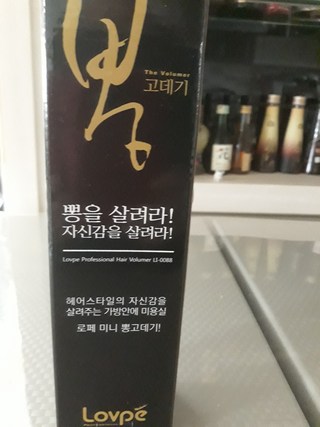 뽕
The Volumer
고데기
뽕을 살려라!
자신감을 살려라!
Lovpe Professional Hair Volumer LI-008B
헤어스타일의 자신감을
살려주는 가방안에 미용실
로페 미니 뽕고데기!
Lovpé